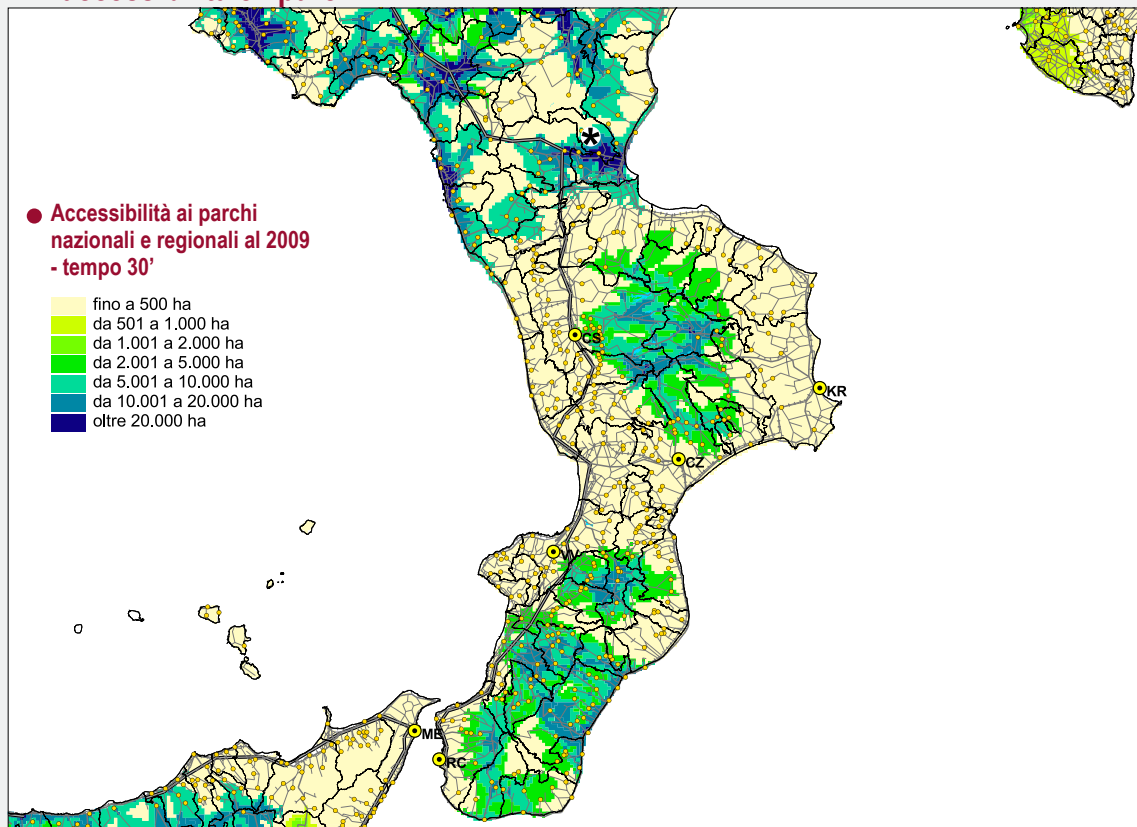 Accessibilità ai parchi
nazionali e regionali al 2009
- tempo 30'
fino a 500 ha
da 501 a 1.000 ha
da 1.001 a 2.000 ha
da 2.001 a 5.000 ha
da 5.001 a 10.000 ha
da 10.001 a 20.000 ha
oltre 20.000 ha
*
CS
KR
CZ
VV
ME
RC